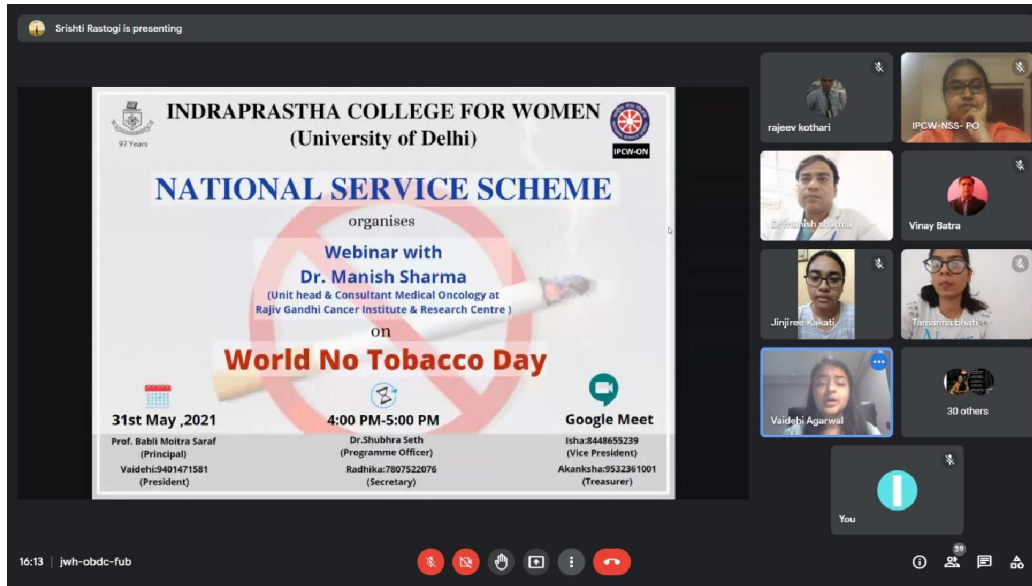 Srishti Rastogi is presenting
INDRAPRASTHA COLLEGE FOR WOMEN
(University of Delhi)
97 Years
IPCW-ON
NATIONAL SERVICE SCHEME
organises
Webinar with
Dr. Manish Sharma
(Unit head & Consultant Medical Oncology at
Rajiv Gandhi Cancer Institute & Research Centre )
on
World No Tobacco Day
31st May ,2021
4:00 PM-5:00 PM
Google Meet
Prof. Babli Moitra Saraf
(Principal)
Vaidehi:9401471581
(President)
Dr.Shubhra Seth
(Programme Officer)
Radhika:7807522076
(Secretary)
Isha:8448655239
(Vice President)
Akanksha:9532361001
(Treasurer)
rajeev kothari
IPCW-NSS- PO
Dr manish sharma
Vinay Batra
Jinjiree Kakati
Tamanna bhati
Vaidehi Agarwal
30 others
You
16:13 | jwh-obdc-fub
39